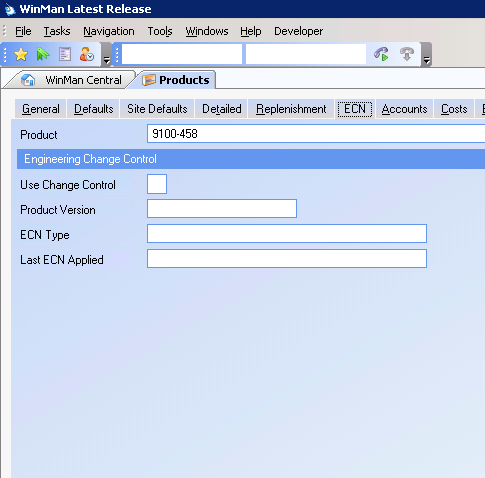 WinMan Latest Release
File Tasks Navigation Tools Windows Help Developer
WinMan Central Products
General Defaults Site Defaults Detailed Replenishment ECN Accounts Costs
Product 9100-458
Engineering Change Control
Use Change Control
Product Version
ECN Type
Last ECN Applied